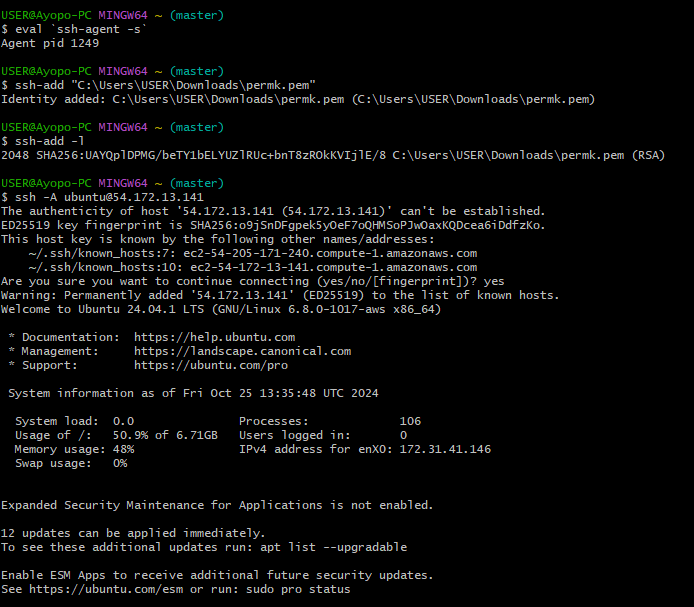 USER@Ayopo-PC MINGW64 ~ (master)
$ eval `ssh-agent -s`
Agent pid 1249
USER@Ayopo-PC MINGW64 ~ (master)
$ ssh-add "C:\Users\USER\Downloads\permk.pem"
Identity added: C:\Users\USER\Downloads\permk.pem (C:\Users\USER\Downloads\permk.pem)
USER@Ayopo-PC MINGW64 ~ (master)
$ ssh-add -l
2048 SHA256:UAYQplDPMG/beTY1bELYUZlRUc+bnT8zROkKVIjlE/8 C:\Users\USER\Downloads\permk.pem (RSA)
USER@Ayopo-PC MINGW64 ~ (master)
$ ssh -A ubuntu@54.172.13.141
The authenticity of host '54.172.13.141 (54.172.13.141)' can't be established.
ED25519 key fingerprint is SHA256:o9jSnDFgpek5yOeF7oQHMSoPJwOaxKQDcea6iDdfzKo.
This host key is known by the following other names/addresses:
    ~/.ssh/known_hosts:7: ec2-54-205-171-240.compute-1.amazonaws.com
    ~/.ssh/known_hosts:10: ec2-54-172-13-141.compute-1.amazonaws.com
Are you sure you want to continue connecting (yes/no/[fingerprint])? yes
Warning: Permanently added '54.172.13.141' (ED25519) to the list of known hosts.
Welcome to Ubuntu 24.04.1 LTS (GNU/Linux 6.8.0-1017-aws x86_64)
 * Documentation:  https://help.ubuntu.com
 * Management:     https://landscape.canonical.com
 * Support:        https://ubuntu.com/pro
 System information as of Fri Oct 25 13:35:48 UTC 2024
  System load:  0.0               Processes:             106
  Usage of /:   50.9% of 6.71GB   Users logged in:       0
  Memory usage: 48%               IPv4 address for enX0: 172.31.41.146
  Swap usage:   0%
Expanded Security Maintenance for Applications is not enabled.
12 updates can be applied immediately.
To see these additional updates run: apt list --upgradable
Enable ESM Apps to receive additional future security updates.
See https://ubuntu.com/esm or run: sudo pro status